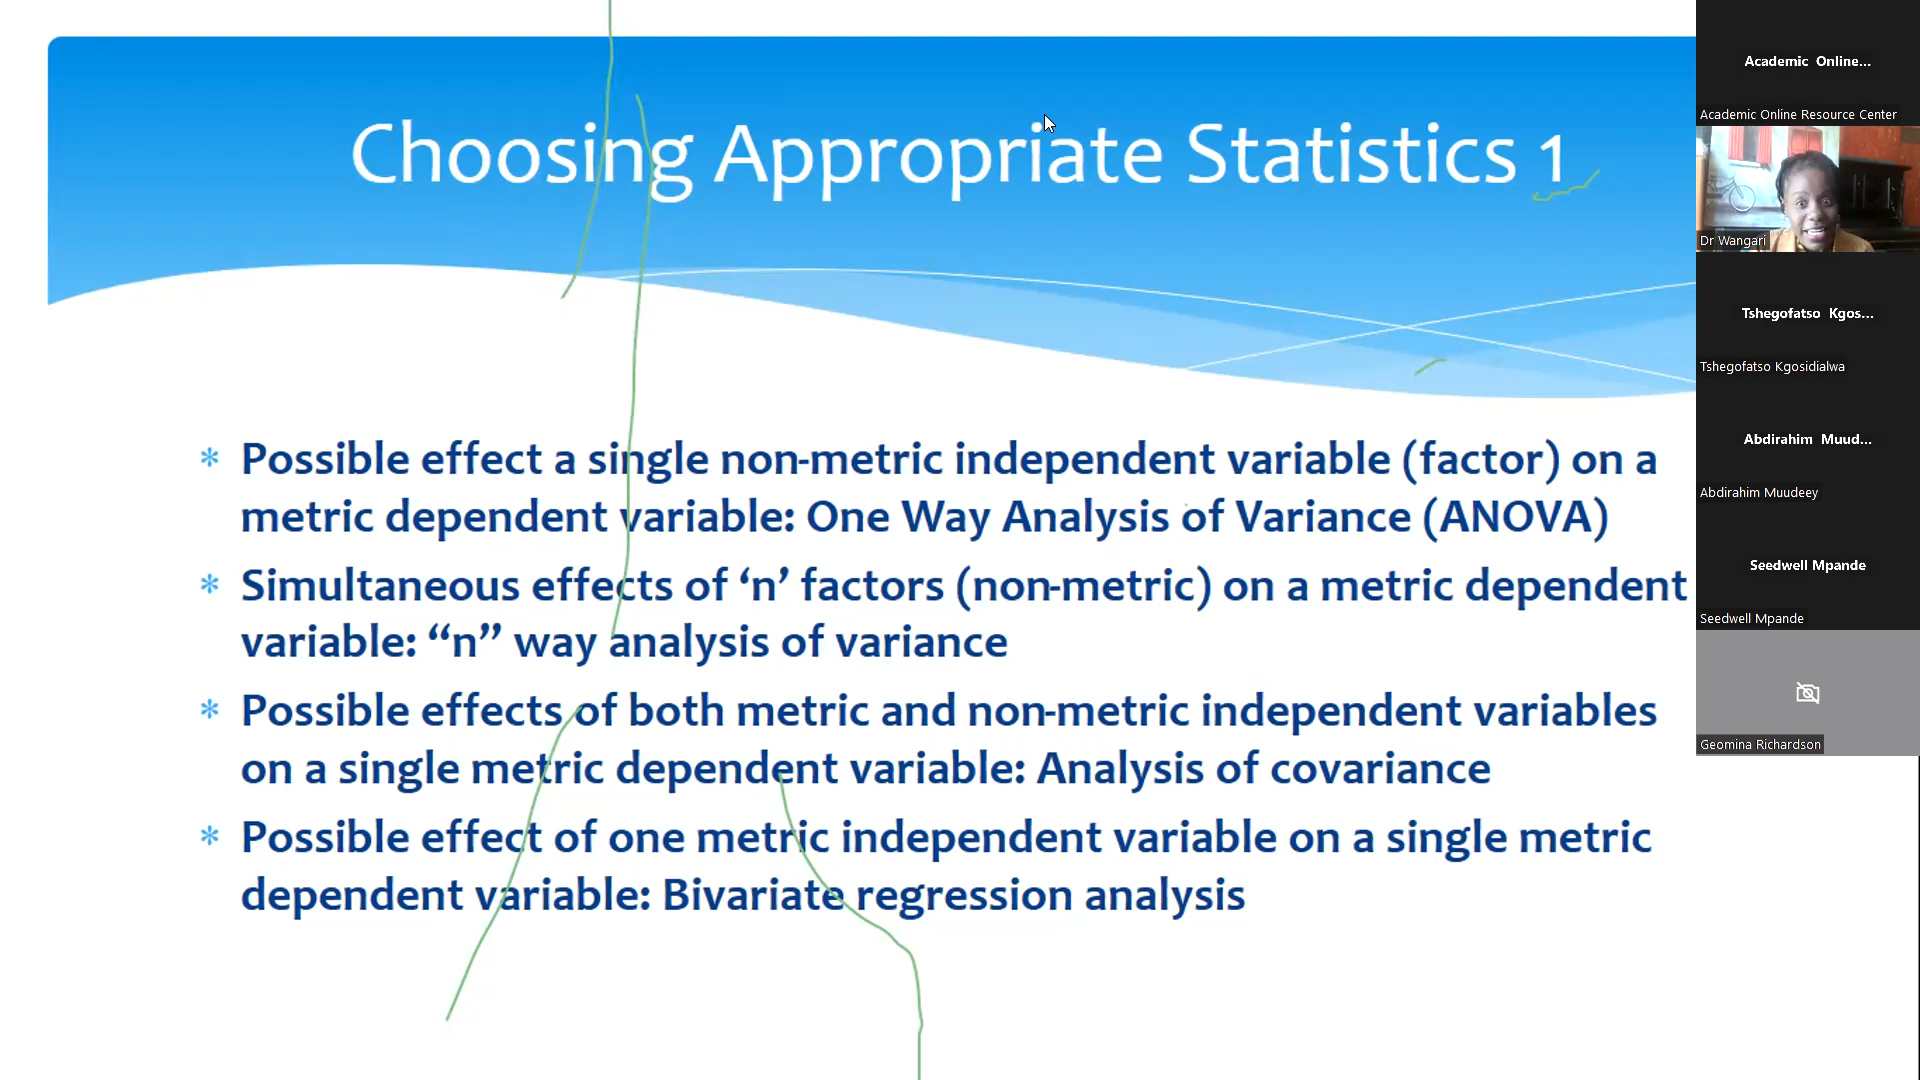 Choosing Appropriate Statistics 1
* Possible effect a single non-metric independent variable (factor) on a
metric dependent variable: One Way Analysis of Variance (ANOVA)
* Simultaneous effects of ‘n’ factors (non-metric) on a metric dependent
variable: “n” way analysis of variance
* Possible effects of both metric and non-metric independent variables
on a single metric dependent variable: Analysis of covariance
* Possible effect of one metric independent variable on a single metric
dependent variable: Bivariate regression analysis
Academic Online...
Academic Online Resource Center
Dr Wangari
Tshegofatso Kgos...
Tshegofatso Kgosidialwa
Abdirahim Muud...
Abdirahim Muudeey
Seedwell Mpande
Seedwell Mpande
Geomina Richardson